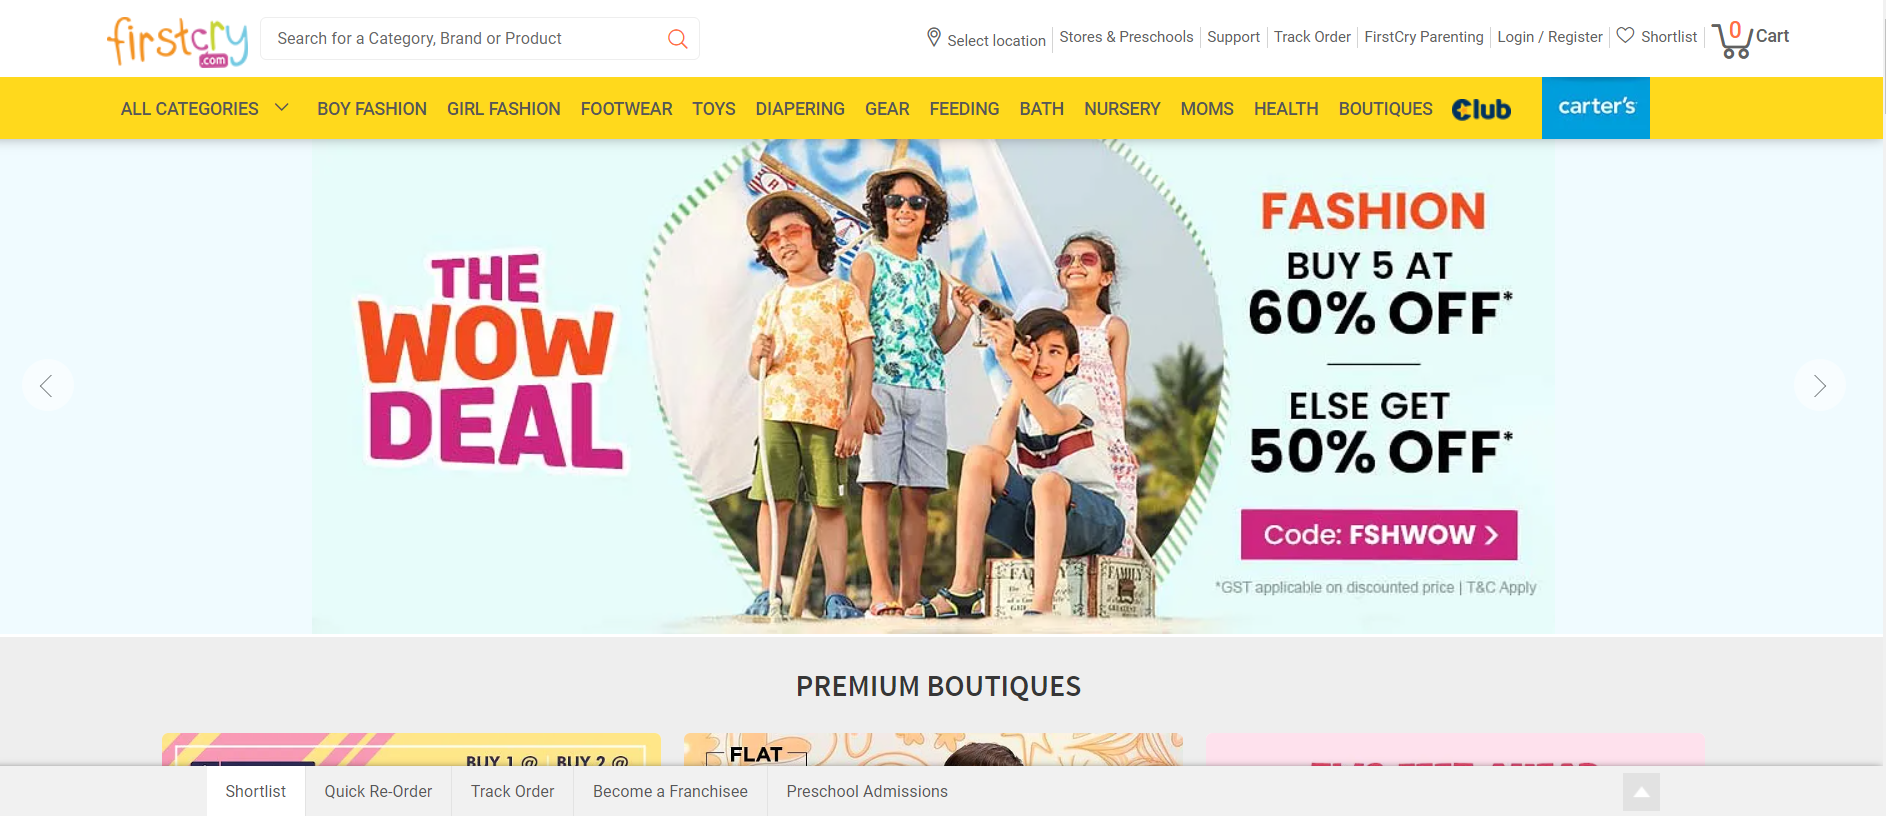 firstcry
.com
Search for a Category, Brand or Product
Select location
Stores & Preschools
Support
Track Order
FirstCry Parenting
Login / Register
Shortlist
0
Cart
ALL CATEGORIES
BOY FASHION
GIRL FASHION
FOOTWEAR
TOYS
DIAPERING
GEAR
FEEDING
BATH
NURSERY
MOMS
HEALTH
BOUTIQUES
Club
carter's
THE
WOW
DEAL
FASHION
BUY 5 AT
60% OFF*
ELSE GET
50% OFF*
Code: FSHWOW >
*GST applicable on discounted price | T&C Apply
FAMILY
FAMILY
PREMIUM BOUTIQUES
BUY 1 @
BUY 2 @
FLAT
Shortlist
Quick Re-Order
Track Order
Become a Franchisee
Preschool Admissions